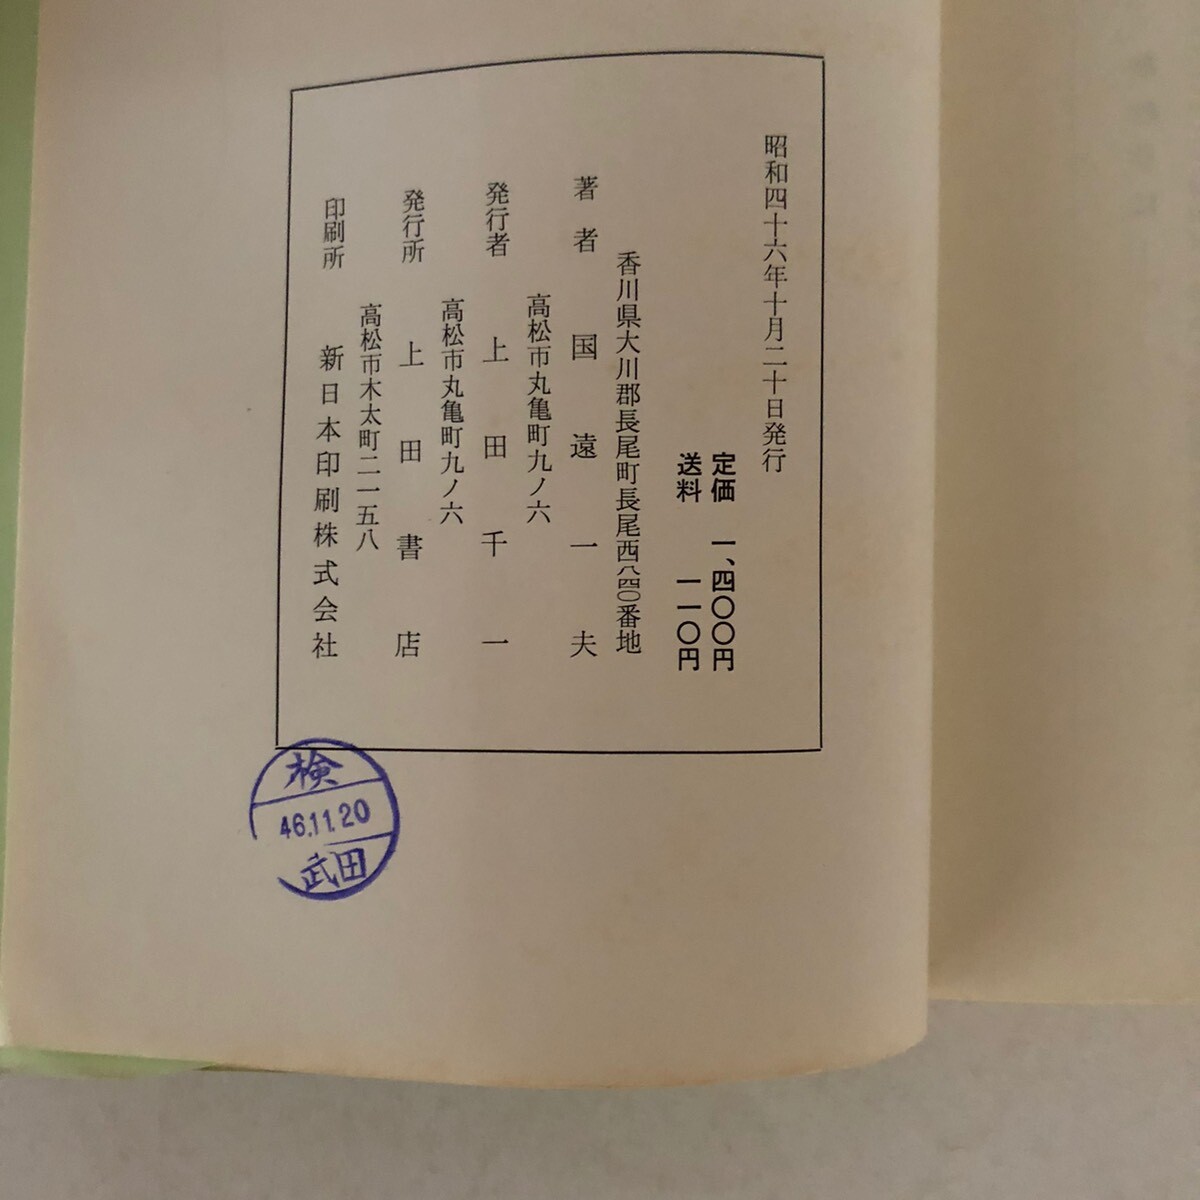 昭和四十六年十月二十日発行
定価　一、四〇〇円
送料　一一〇円
香川県大川郡長尾町長尾西八四〇番地
著者　国遠一夫
高松市丸亀町九ノ六
発行者　上田千一
高松市丸亀町九ノ六
発行所　上田書店
高松市木太町二一五八
印刷所　新日本印刷株式会社
検
46.11.20
武田